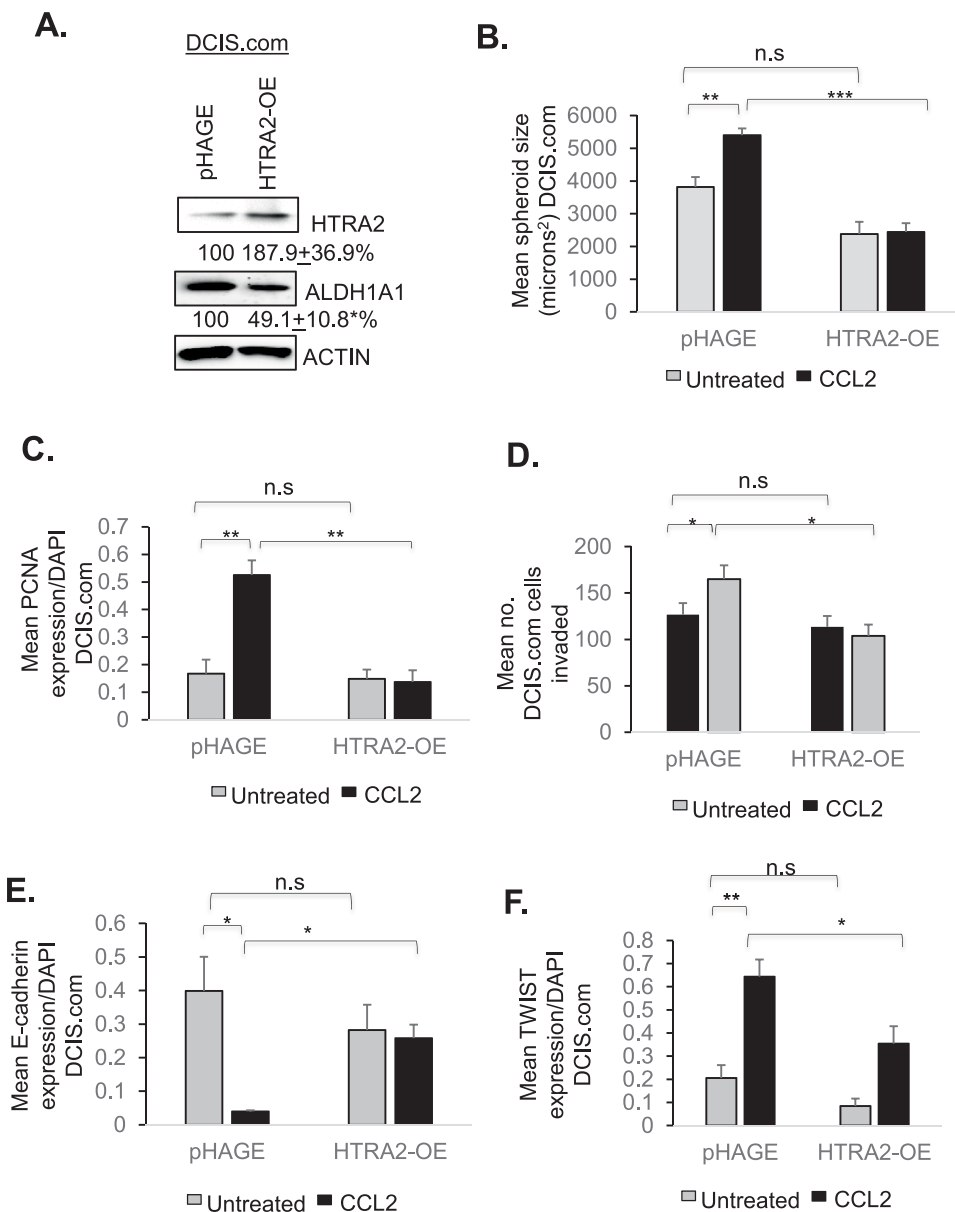 A.
DCIS.com
pHAGE
HTRA2-OE
HTRA2
100 187.9±36.9%
ALDH1A1
100 49.1±10.8*%
ACTIN
B.
n.s
**
***
Mean spheroid size
(microns²) DCIS.com
6000
5000
4000
3000
2000
1000
0
pHAGE
HTRA2-OE
Untreated CCL2
C.
n.s
**
**
Mean PCNA
expression/DAPI
DCIS.com
0.7
0.6
0.5
0.4
0.3
0.2
0.1
0
pHAGE
HTRA2-OE
Untreated CCL2
D.
n.s
*
*
Mean no.
DCIS.com cells
invaded
200
150
100
50
0
pHAGE
HTRA2-OE
Untreated CCL2
E.
n.s
*
*
Mean E-cadherin
expression/DAPI
DCIS.com
0.6
0.5
0.4
0.3
0.2
0.1
0
pHAGE
HTRA2-OE
Untreated CCL2
F.
n.s
**
*
Mean TWIST
expression/DAPI
DCIS.com
0.8
0.7
0.6
0.5
0.4
0.3
0.2
0.1
0
pHAGE
HTRA2-OE
Untreated CCL2